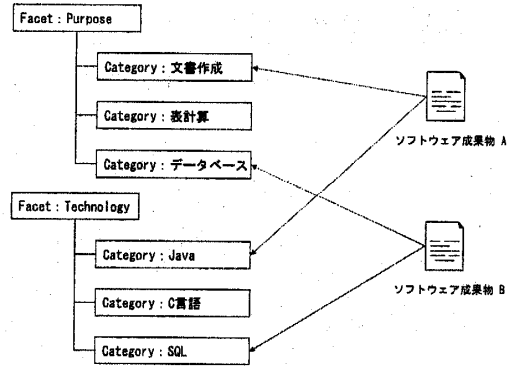 Facet：Purpose
Category：文書作成
Category：表計算
Category：データベース
ソフトウェア成果物 A
Facet：Technology
Category：Java
Category：C言語
Category：SQL
ソフトウェア成果物 B